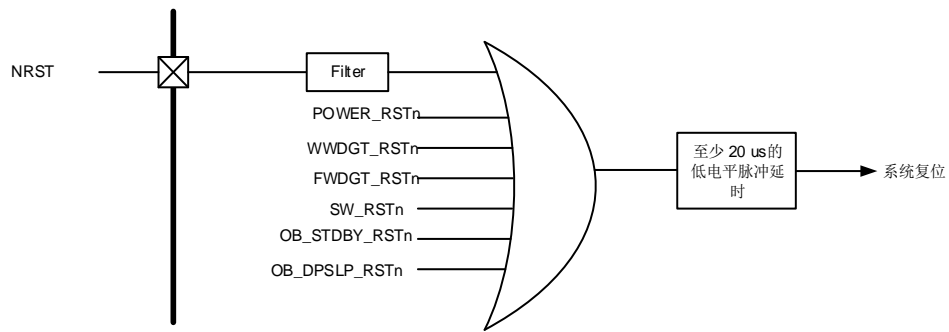 NRST
Filter
POWER_RSTn
WWDGT_RSTn
FWDGT_RSTn
SW_RSTn
OB_STDBY_RSTn
OB_DPSLP_RSTn
至少 20 us的
低电平脉冲延
时
系统复位